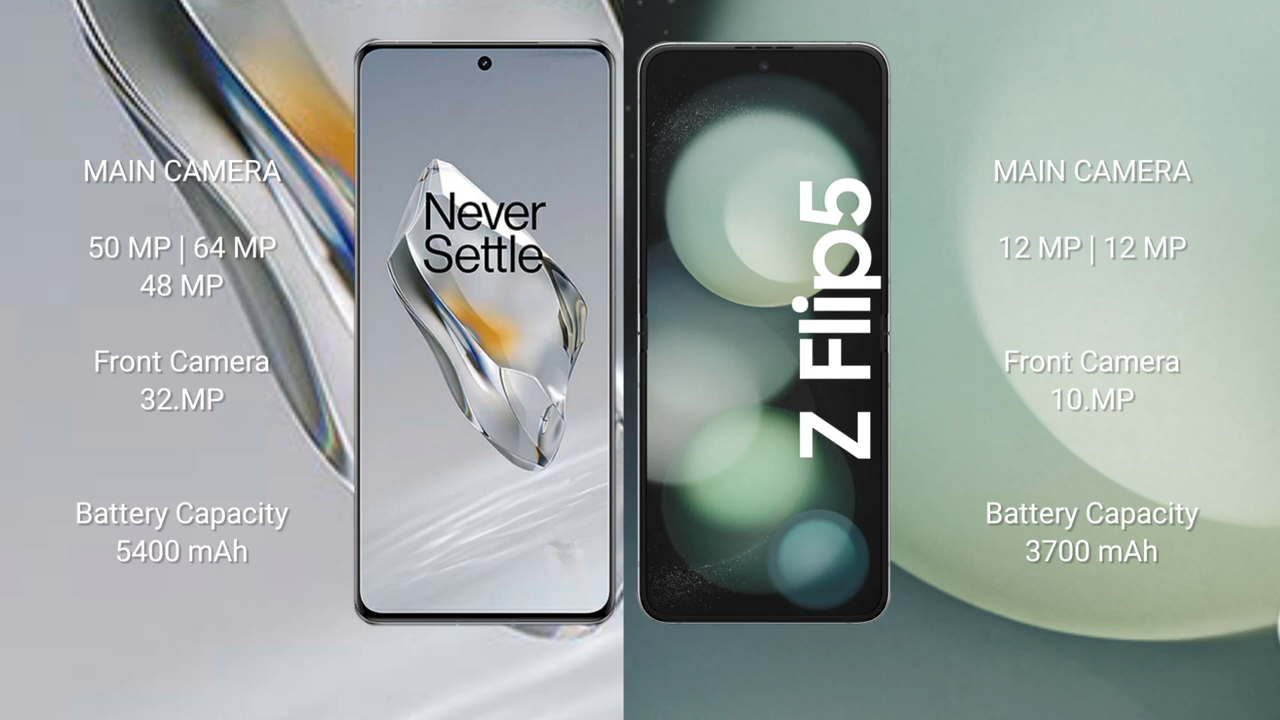 MAIN CAMERA
50 MP | 64 MP
48 MP
Front Camera
32.MP
Battery Capacity
5400 mAh
Never
Settle
Z Flip5
MAIN CAMERA
12 MP | 12 MP
Front Camera
10.MP
Battery Capacity
3700 mAh